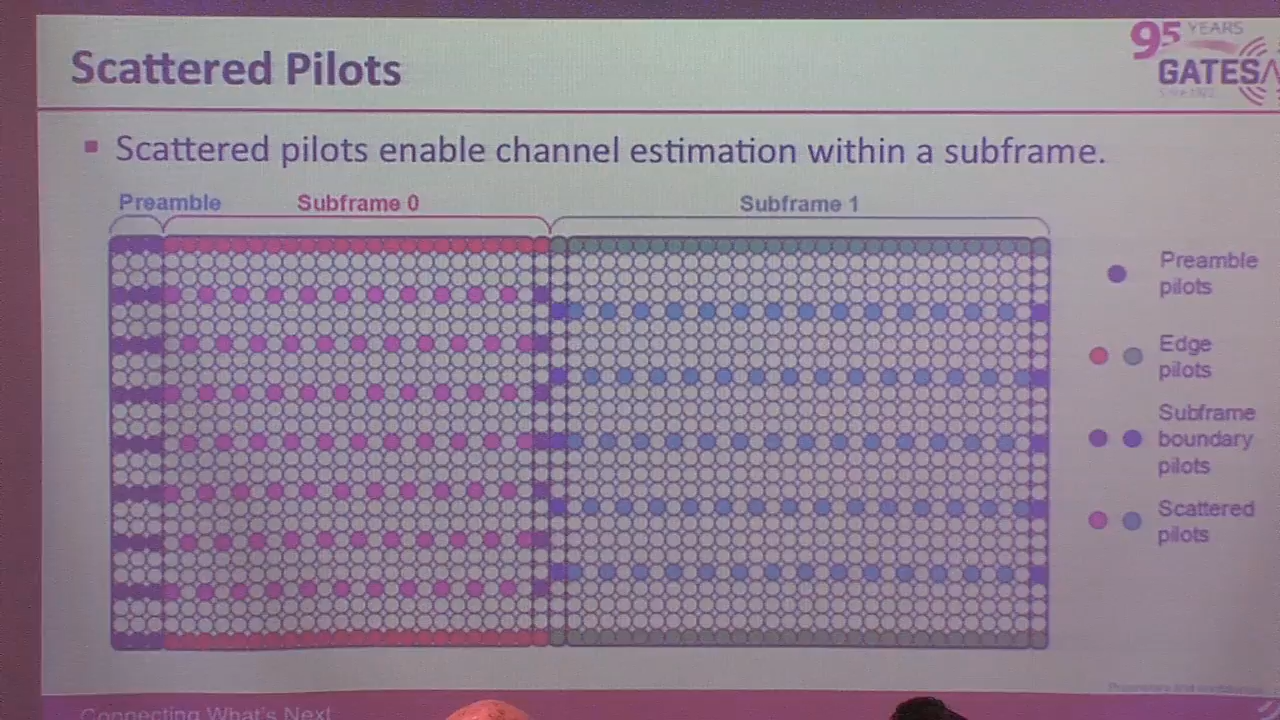 Scattered Pilots
95 YEARS
GATES
▪ Scattered pilots enable channel estimation within a subframe.
Preamble Subframe 0 Subframe 1
Preamble
pilots
Edge
pilots
Subframe
boundary
pilots
Scattered
pilots
Connecting What's Next